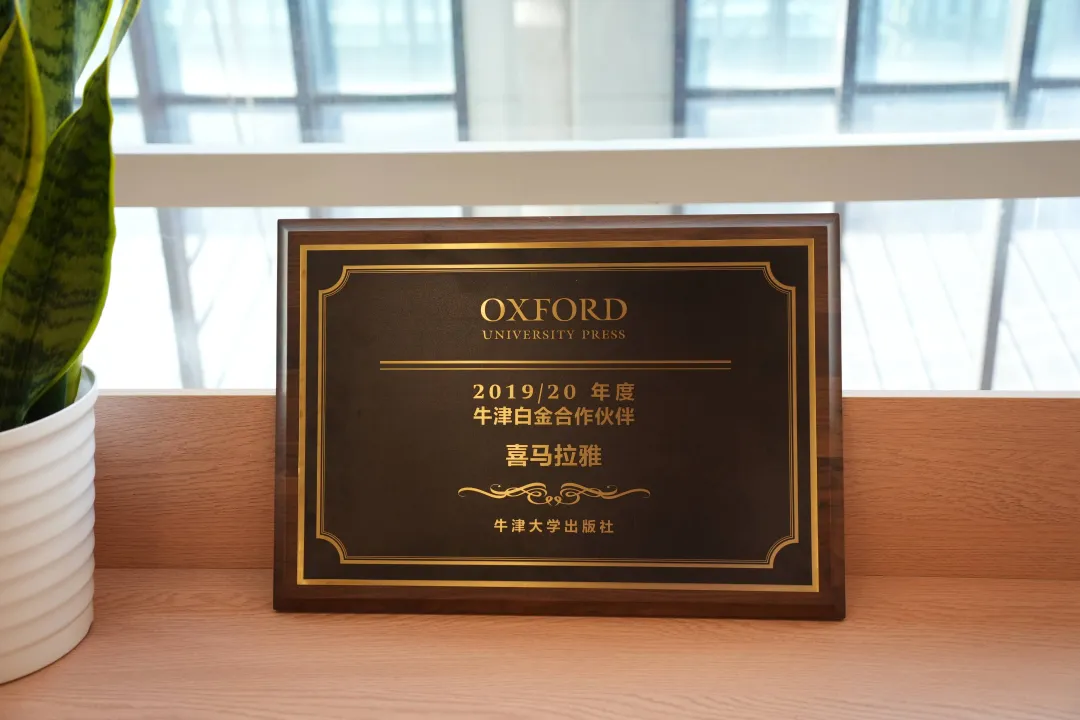 OXFORD
UNIVERSITY PRESS
2019/20 年度
牛津白金合作伙伴
喜马拉雅
牛津大学出版社